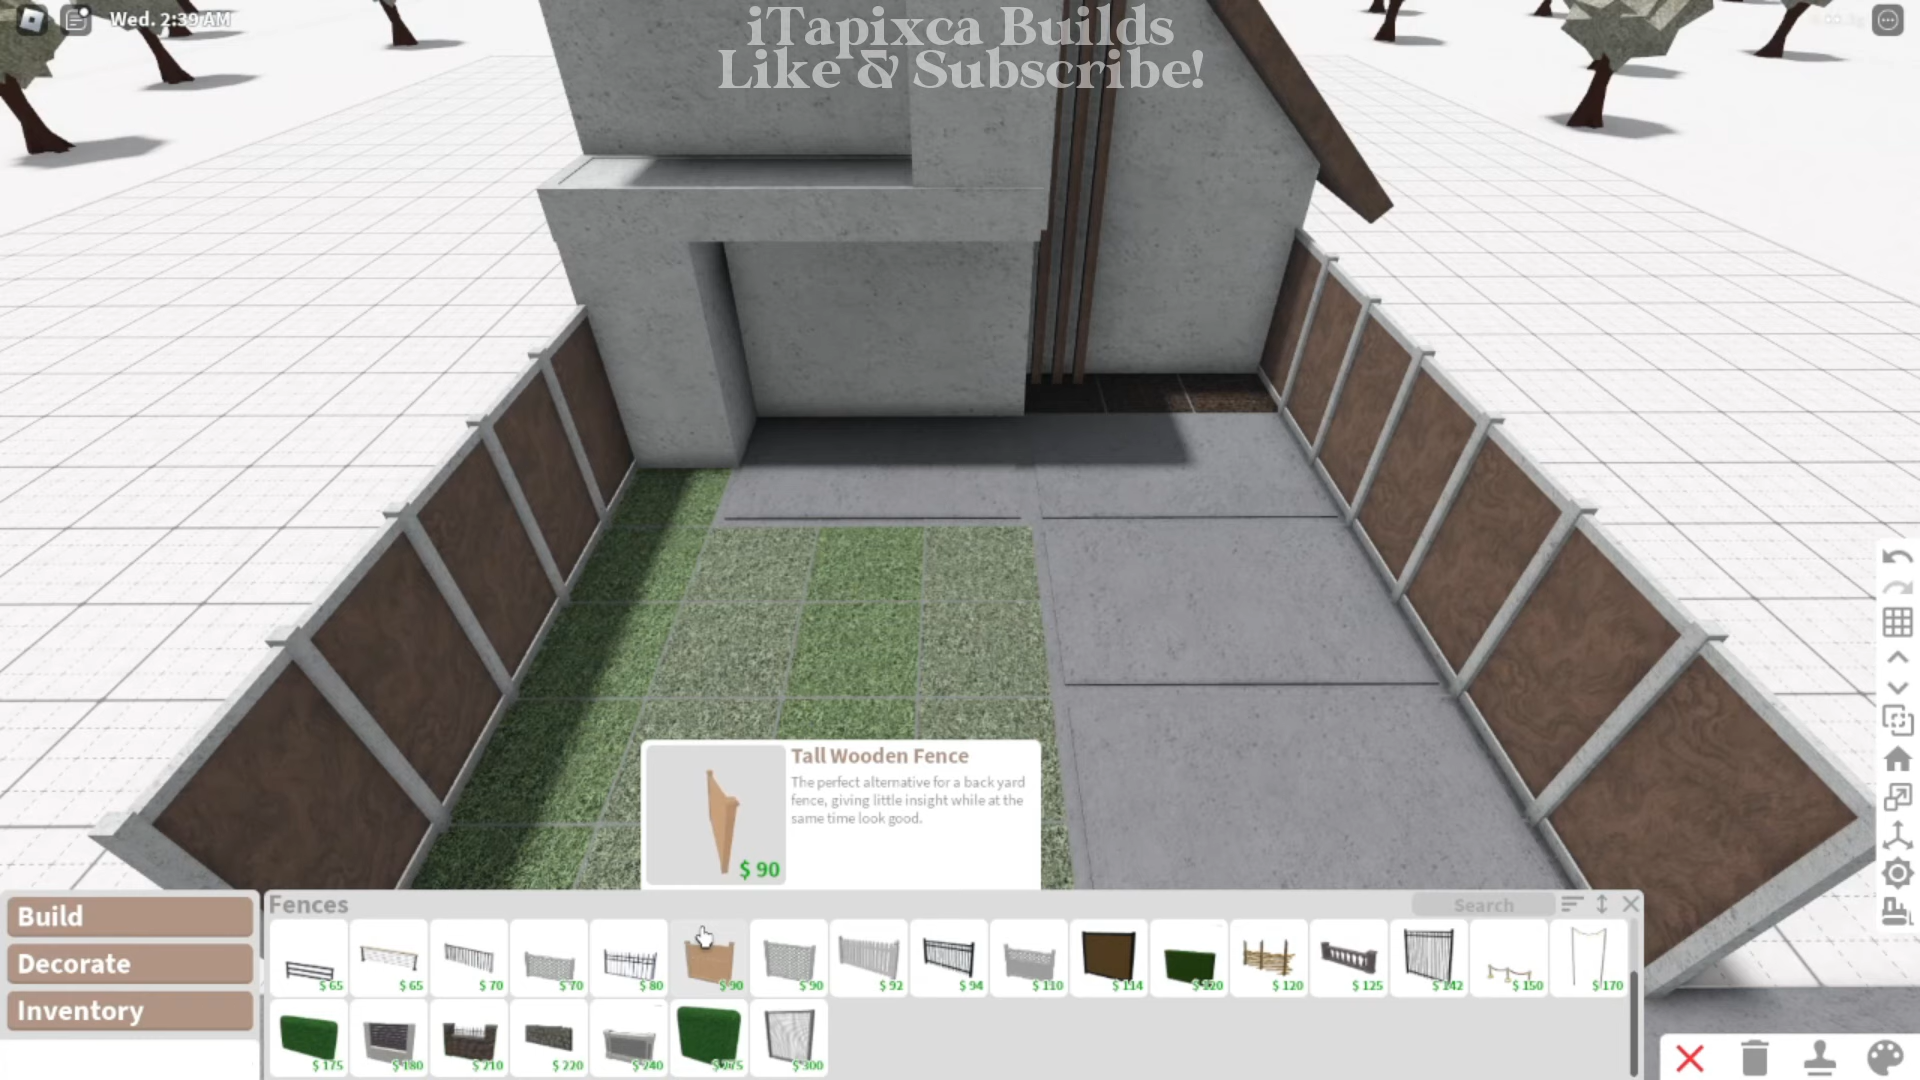 Wed. 2:39 AM
iTapixca Builds
Like & Subscribe!
Tall Wooden Fence
The perfect alternative for a back yard
fence, giving little insight while at the
same time look good.
$ 90
Build
Decorate
Inventory
Fences
Search
$ 65
$ 65
$ 70
$ 70
$ 80
$ 90
$ 90
$ 92
$ 94
$ 110
$ 114
$ 120
$ 120
$ 125
$ 142
$ 150
$ 170
$ 175
$ 180
$ 210
$ 220
$ 240
$ 300